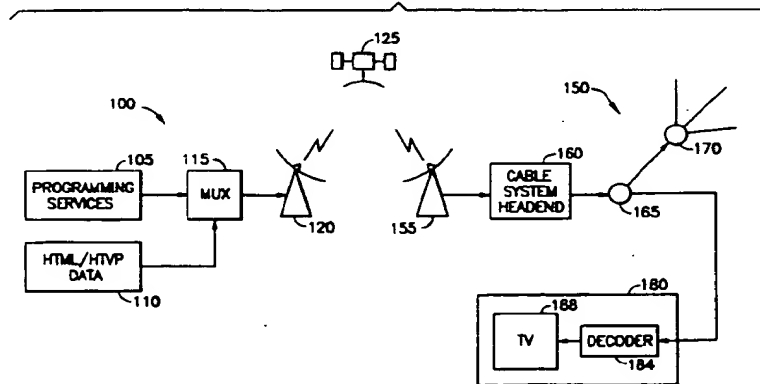 125
100
150
105
115
160
170
PROGRAMMING
SERVICES
MUX
CABLE
SYSTEM
HEADEND
120
155
165
HTML/HTVP
DATA
110
180
188
TV
DECODER
184